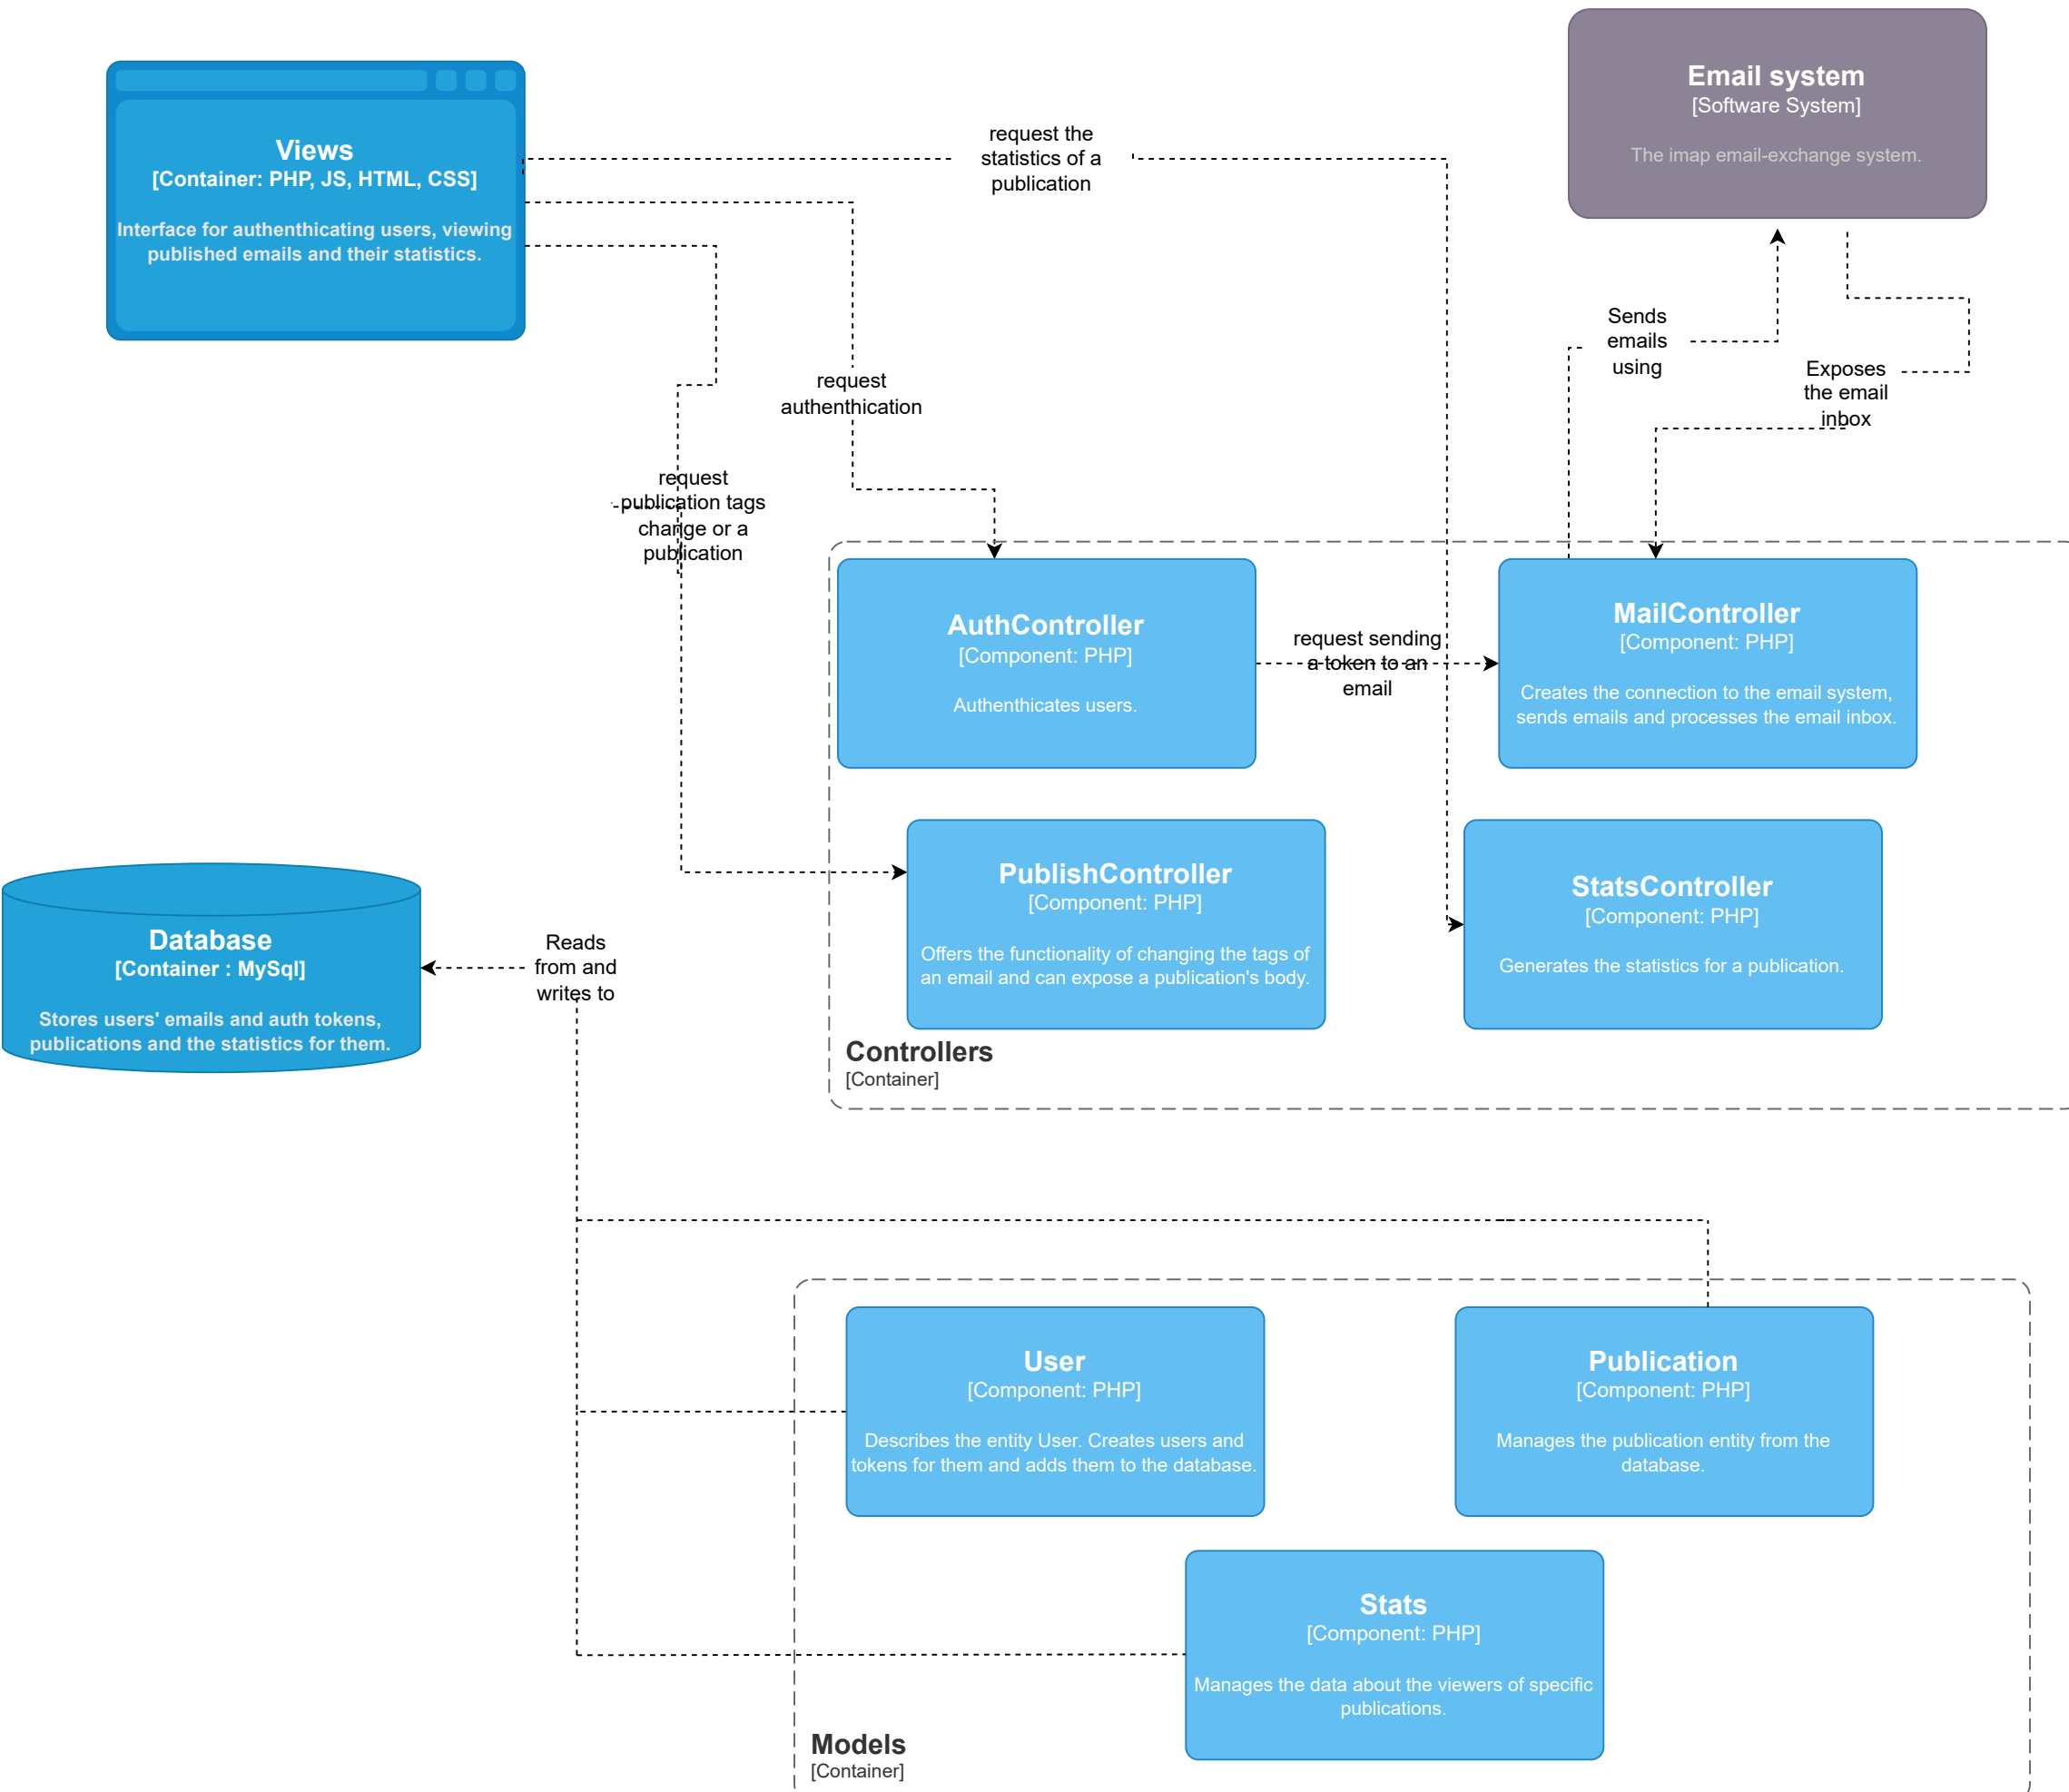 Email system
[Software System]
The imap email-exchange system.
Views
[Container: PHP, JS, HTML, CSS]
Interface for authenthicating users, viewing
published emails and their statistics.
request the
statistics of a
publication
Sends
emails
using
Exposes
the email
inbox
request
authenthication
request
publication tags
change or a
publication
AuthController
[Component: PHP]
Authenthicates users.
request sending
a token to an
email
MailController
[Component: PHP]
Creates the connection to the email system,
sends emails and processes the email inbox.
PublishController
[Component: PHP]
Offers the functionality of changing the tags of
an email and can expose a publication's body.
StatsController
[Component: PHP]
Generates the statistics for a publication.
Controllers
[Container]
Database
[Container : MySql]
Stores users' emails and auth tokens,
publications and the statistics for them.
Reads
from and
writes to
User
[Component: PHP]
Describes the entity User. Creates users and
tokens for them and adds them to the database.
Publication
[Component: PHP]
Manages the publication entity from the
database.
Stats
[Component: PHP]
Manages the data about the viewers of specific
publications.
Models
[Container]